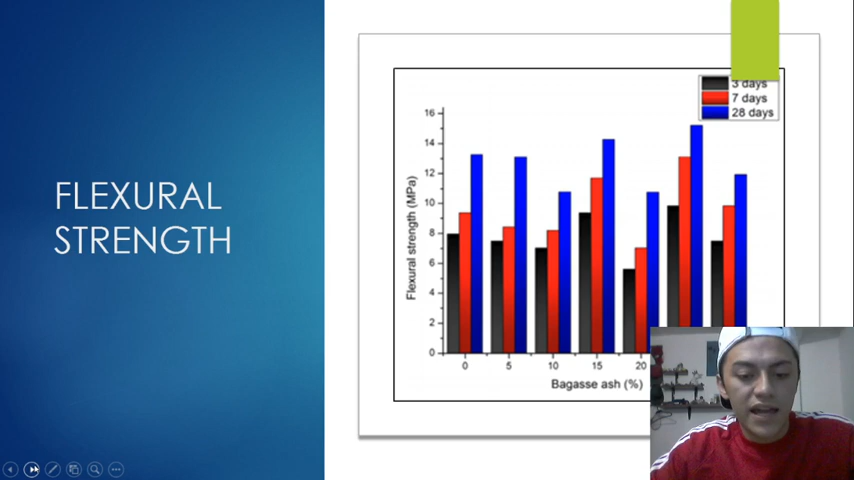 FLEXURAL
STRENGTH
3 days
7 days
28 days
16
14
12
10
8
6
4
2
0
Flexural strength (MPa)
0 5 10 15 20
Bagasse ash (%)